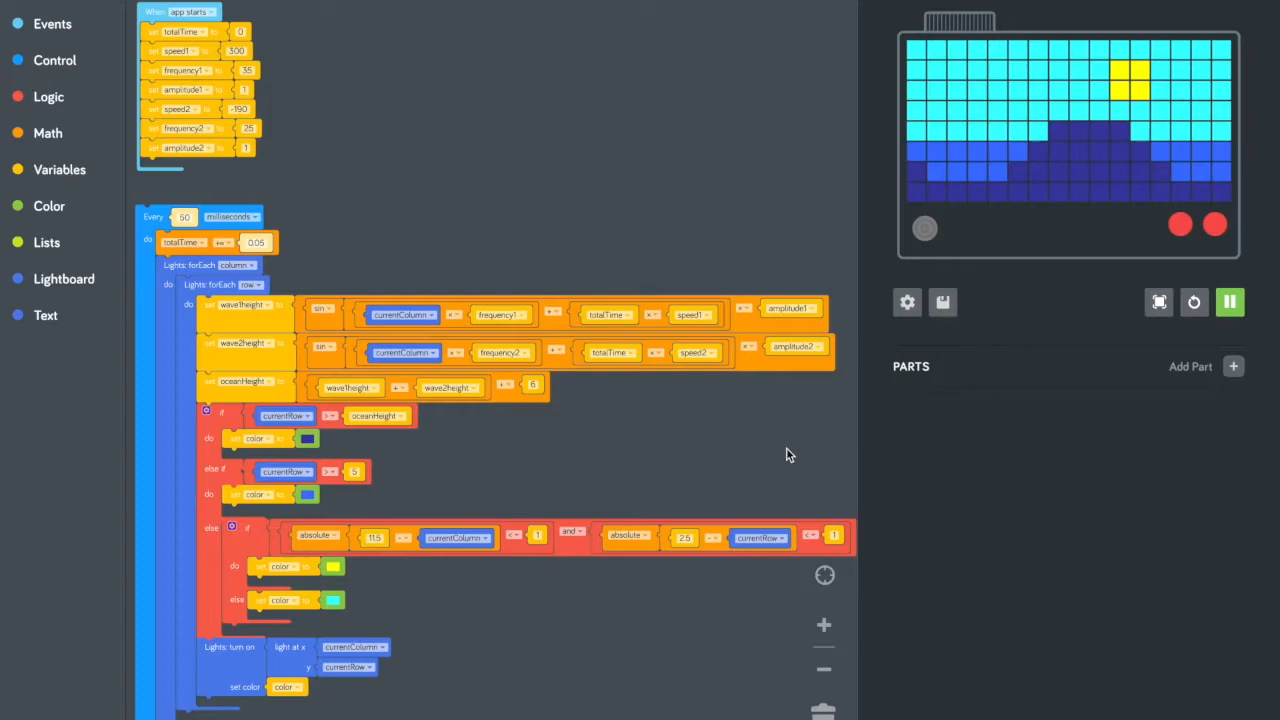 Events
Control
Logic
Math
Variables
Color
Lists
Lightboard
Text
When app starts
set totalTime to 0
set speed1 to 300
set frequency1 to 35
set amplitude1 to 1
set speed2 to -190
set frequency2 to 25
set amplitude2 to 1
Every 50 milliseconds
do totalTime += 0.05
Lights: forEach column
do Lights: forEach row
do set wave1height to sin currentColumn × frequency1 + totalTime × speed1 × amplitude1
set wave2height to sin currentColumn × frequency2 + totalTime × speed2 × amplitude2
set oceanHeight to wave1height + wave2height + 6
if currentRow > oceanHeight
do set color to
else if currentRow > 5
do set color to
else if absolute 11.5 - currentColumn < 1 and absolute 2.5 - currentRow < 1
do set color to
else set color to
Lights: turn on light at x currentColumn
y currentRow
set color color
PARTS
Add Part +